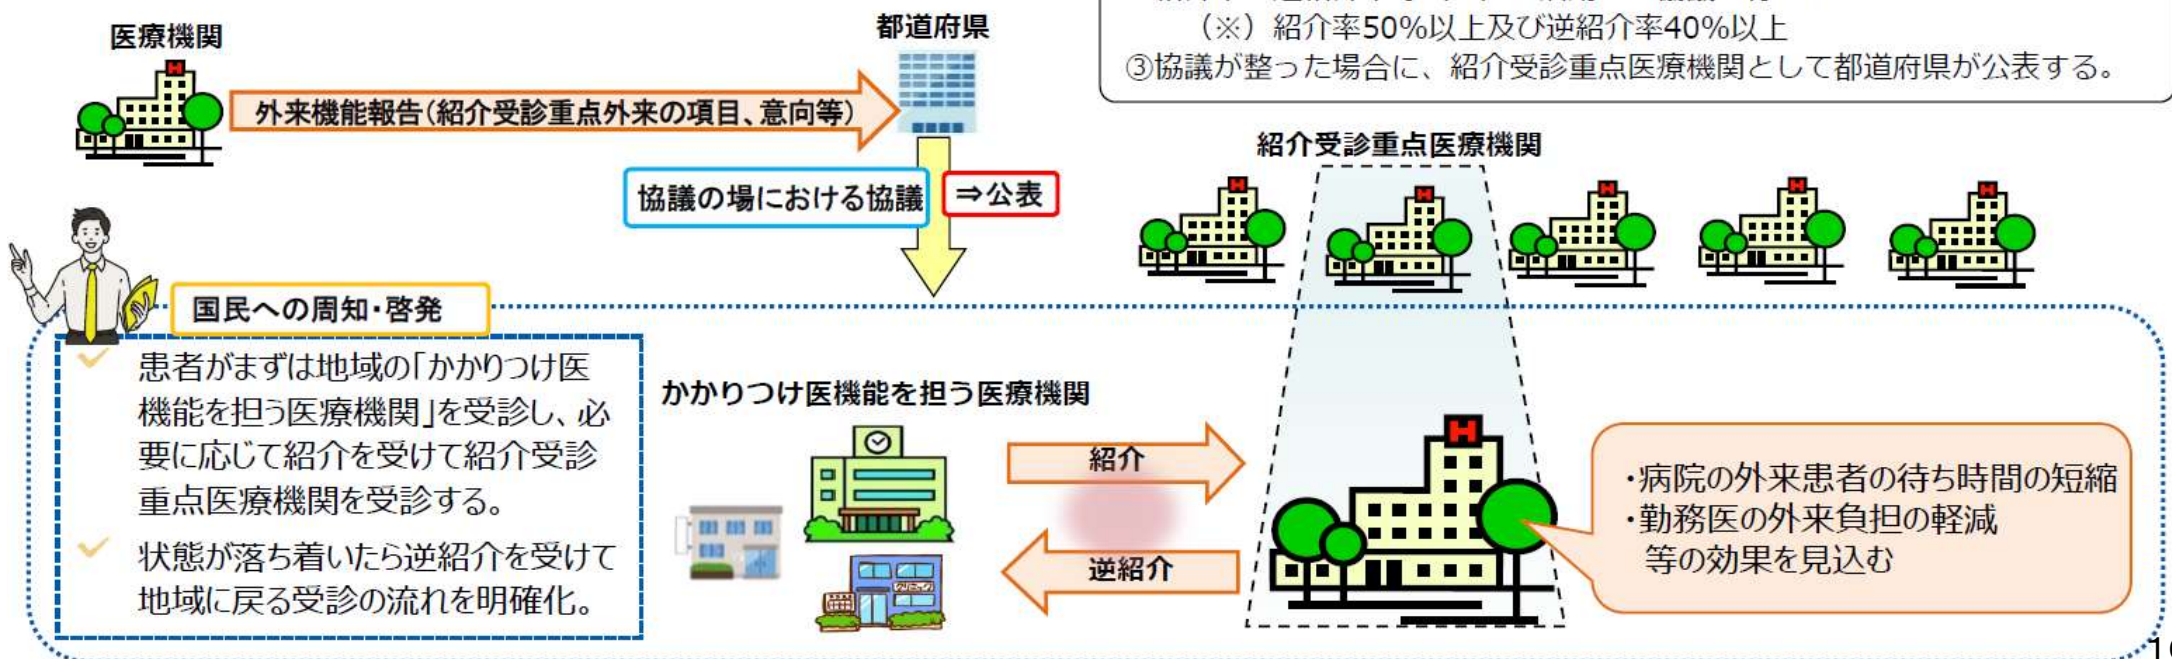 （※）紹介率50%以上及び逆紹介率40%以上
③協議が整った場合に、紹介受診重点医療機関として都道府県が公表する。
医療機関
都道府県
外来機能報告(紹介受診重点外来の項目、意向等)
協議の場における協議
⇒公表
紹介受診重点医療機関
国民への周知・啓発
患者がまずは地域の「かかりつけ医
機能を担う医療機関」を受診し、必
要に応じて紹介を受けて紹介受診
重点医療機関を受診する。
状態が落ち着いたら逆紹介を受けて
地域に戻る受診の流れを明確化。
かかりつけ医機能を担う医療機関
クリニック
紹介
逆紹介
・病院の外来患者の待ち時間の短縮
・勤務医の外来負担の軽減
等の効果を見込む